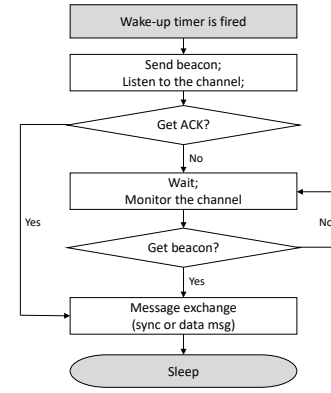 Wake-up timer is fired
Send beacon;
Listen to the channel;
Get ACK?
No
Wait;
Monitor the channel
Yes
No
Get beacon?
Yes
Message exchange
(sync or data msg)
Sleep